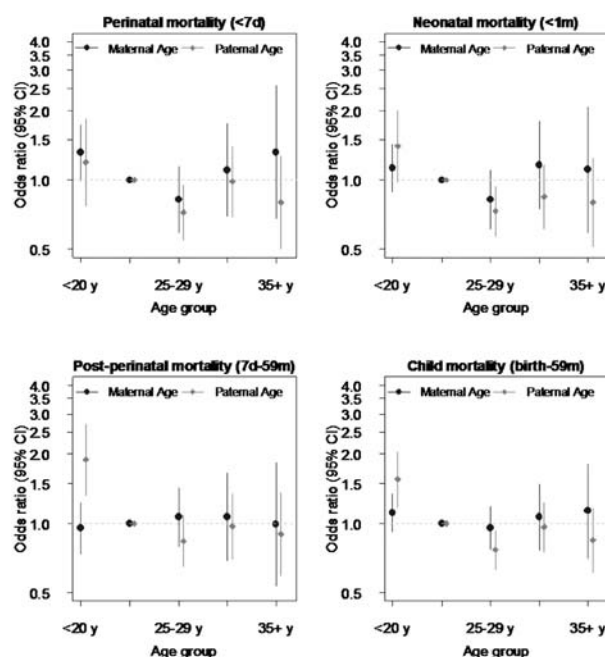 Perinatal mortality (<7d)
Odds ratio (95% CI)
4.0
3.5
3.0
2.5
2.0
1.5
1.0
0.5
Maternal Age
Paternal Age
<20 y
25-29 y
35+ y
Age group
Neonatal mortality (<1m)
Odds ratio (95% CI)
4.0
3.5
3.0
2.5
2.0
1.5
1.0
0.5
Maternal Age
Paternal Age
<20 y
25-29 y
35+ y
Age group
Post-perinatal mortality (7d-59m)
Odds ratio (95% CI)
4.0
3.5
3.0
2.5
2.0
1.5
1.0
0.5
Maternal Age
Paternal Age
<20 y
25-29 y
35+ y
Age group
Child mortality (birth-59m)
Odds ratio (95% CI)
4.0
3.5
3.0
2.5
2.0
1.5
1.0
0.5
Maternal Age
Paternal Age
<20 y
25-29 y
35+ y
Age group